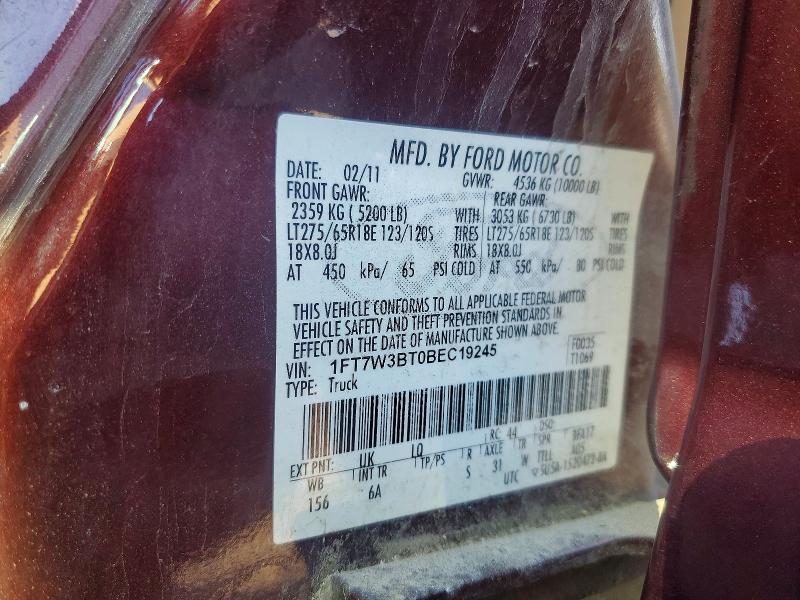 MFD. BY FORD MOTOR CO.
DATE: 02/11 GVWR: 4536 KG (10000 LB)
FRONT GAWR: REAR GAWR:
2359 KG ( 5200 LB) WITH 3053 KG ( 6730 LB) WITH
LT275/65R18E 123/120S TIRES LT275/65R18E 123/120S TIRES
18X8.0J RIMS 18X8.0J RIMS
AT 450 kPa/ 65 PSI COLD AT 550 kPa/ 80 PSI COLD
THIS VEHICLE CONFORMS TO ALL APPLICABLE FEDERAL MOTOR
VEHICLE SAFETY AND THEFT PREVENTION STANDARDS IN
EFFECT ON THE DATE OF MANUFACTURE SHOWN ABOVE.
VIN: 1FT7W3BT0BEC19245 F0035
TYPE: Truck T1069
RC: 44 DSO:
EXT PNT: UK LQ
WB INT TR TP/PS R AXLE TR SPR
156 6A S 31 W
UTC